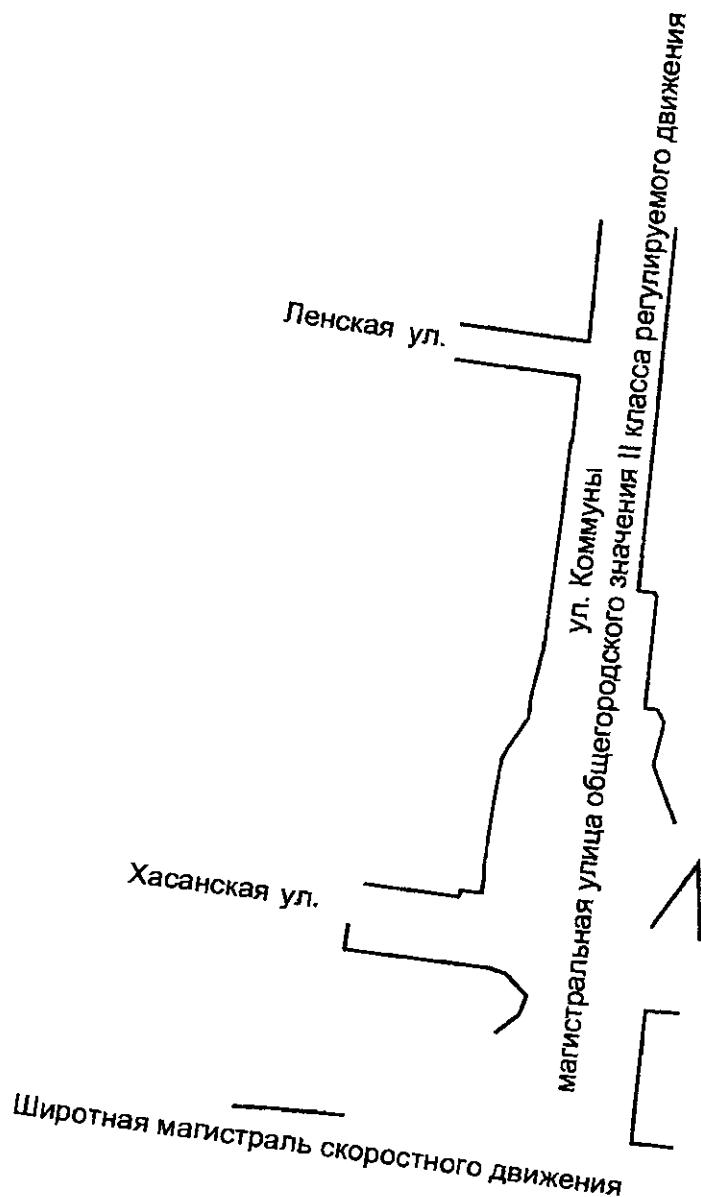 Ленская ул.
ул. Коммуны
магистральная улица общегородского значения II класса регулируемого движения
Хасанская ул.
Широтная магистраль скоростного движения